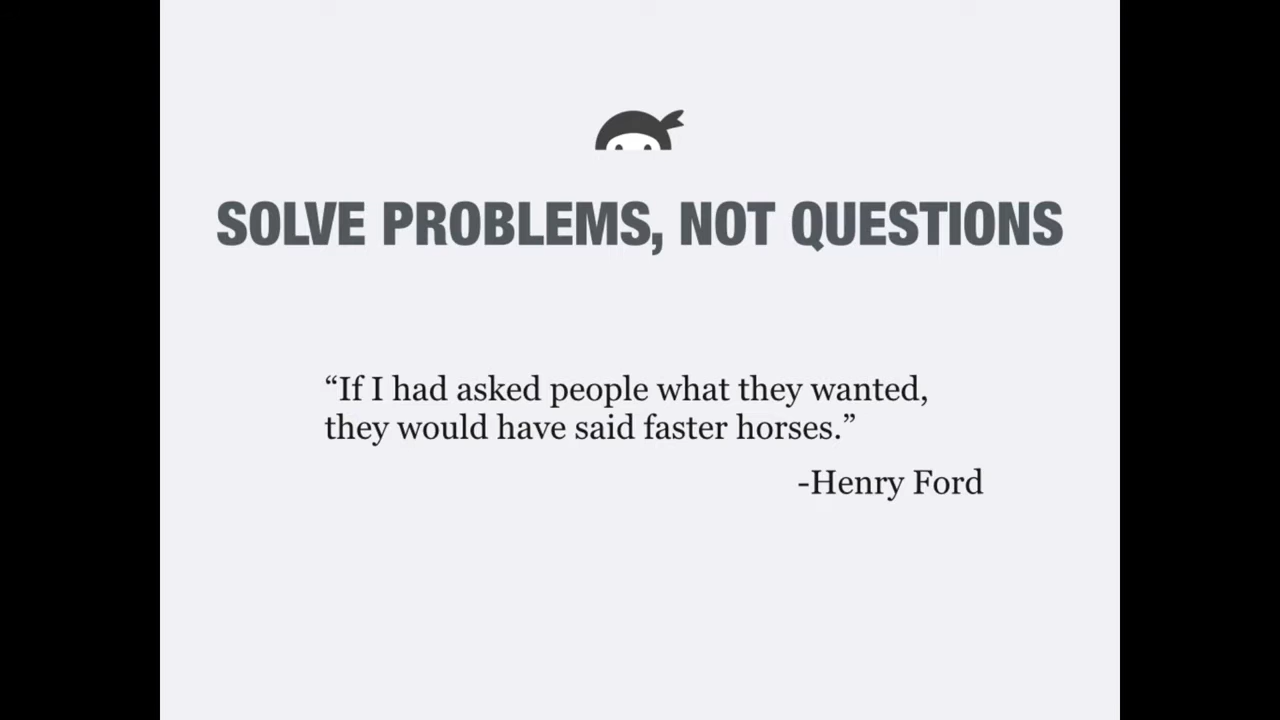 SOLVE PROBLEMS, NOT QUESTIONS
“If I had asked people what they wanted,
they would have said faster horses.”
-Henry Ford